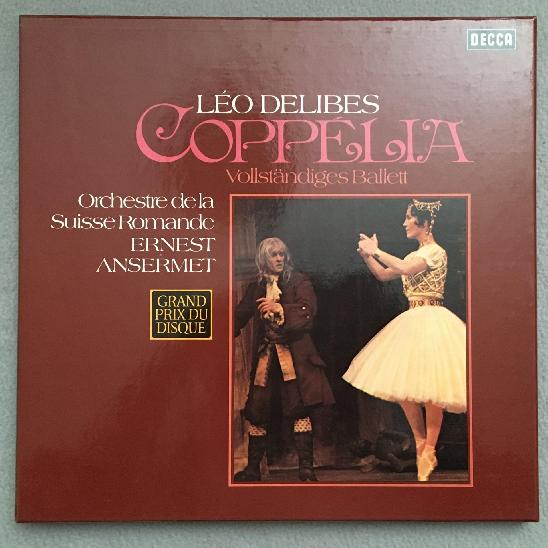 DECCA
LÉO DELIBES
COPPÉLIA
Vollständiges Ballett
Orchestre de la
Suisse Romande
ERNEST
ANSERMET
GRAND
PRIX DU
DISQUE